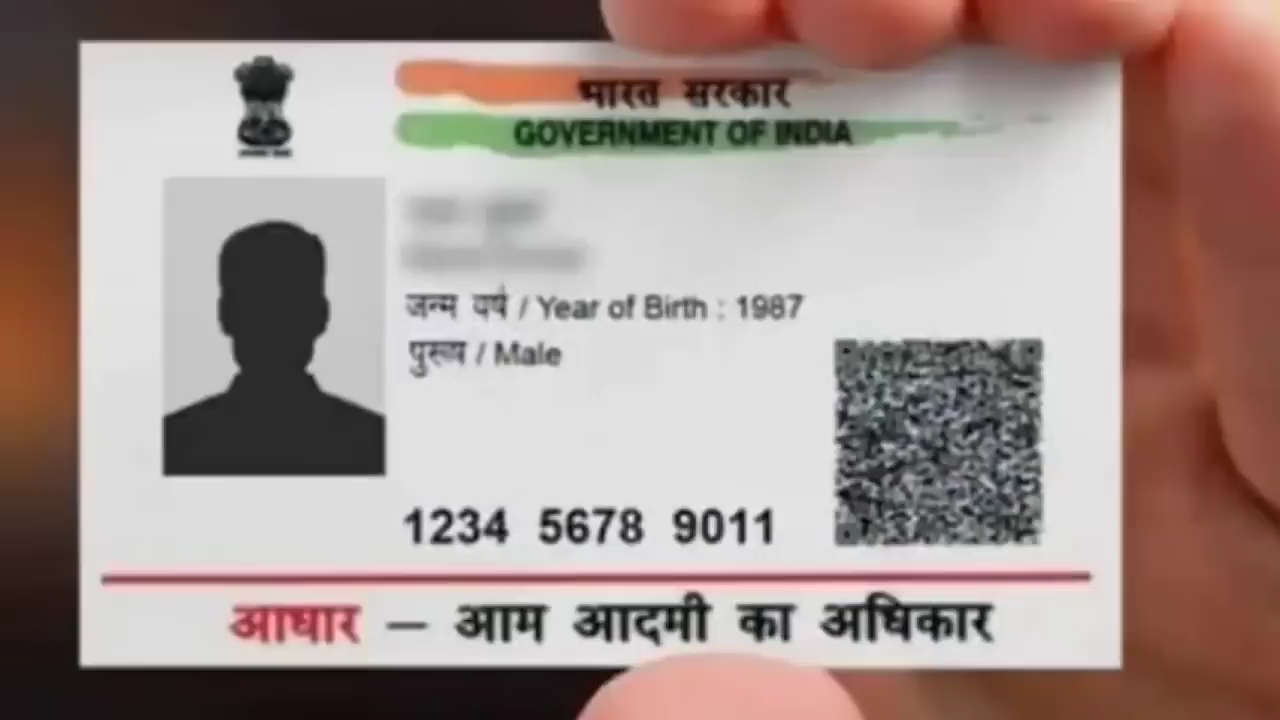 भारत सरकार
GOVERNMENT OF INDIA
जन्म वर्ष / Year of Birth : 1987
पुरूष / Male
1234 5678 9011
आधार – आम आदमी का अधिकार